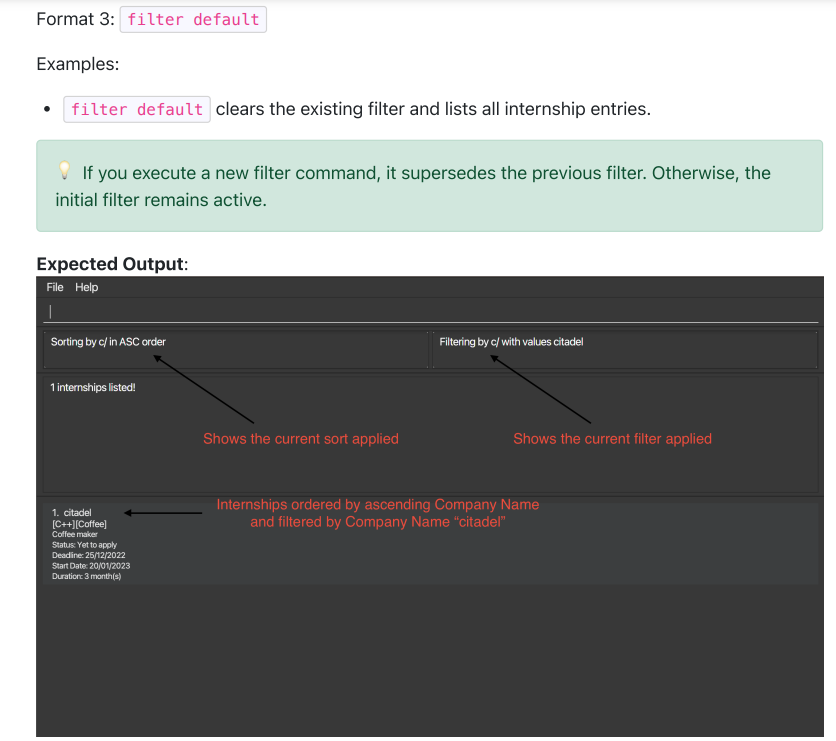 Format 3: filter default
Examples:
• filter default clears the existing filter and lists all internship entries.
💡 If you execute a new filter command, it supersedes the previous filter. Otherwise, the
initial filter remains active.
Expected Output:
File Help
Sorting by c/ in ASC order
Filtering by c/ with values citadel
1 internships listed!
Shows the current sort applied
Shows the current filter applied
Internships ordered by ascending Company Name
and filtered by Company Name “citadel”
1. citadel
[C++][Coffee]
Coffee maker
Status: Yet to apply
Deadline: 25/12/2022
Start Date: 20/01/2023
Duration: 3 month(s)